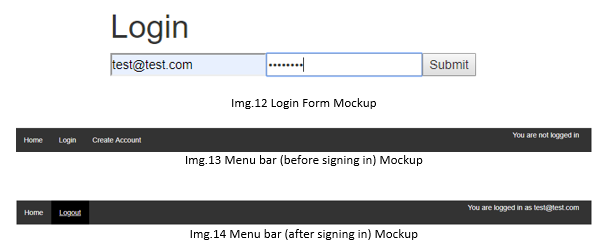 Login
test@test.com •••••••• Submit
Img.12 Login Form Mockup
Home Login Create Account You are not logged in
Img.13 Menu bar (before signing in) Mockup
Home Logout You are logged in as test@test.com
Img.14 Menu bar (after signing in) Mockup